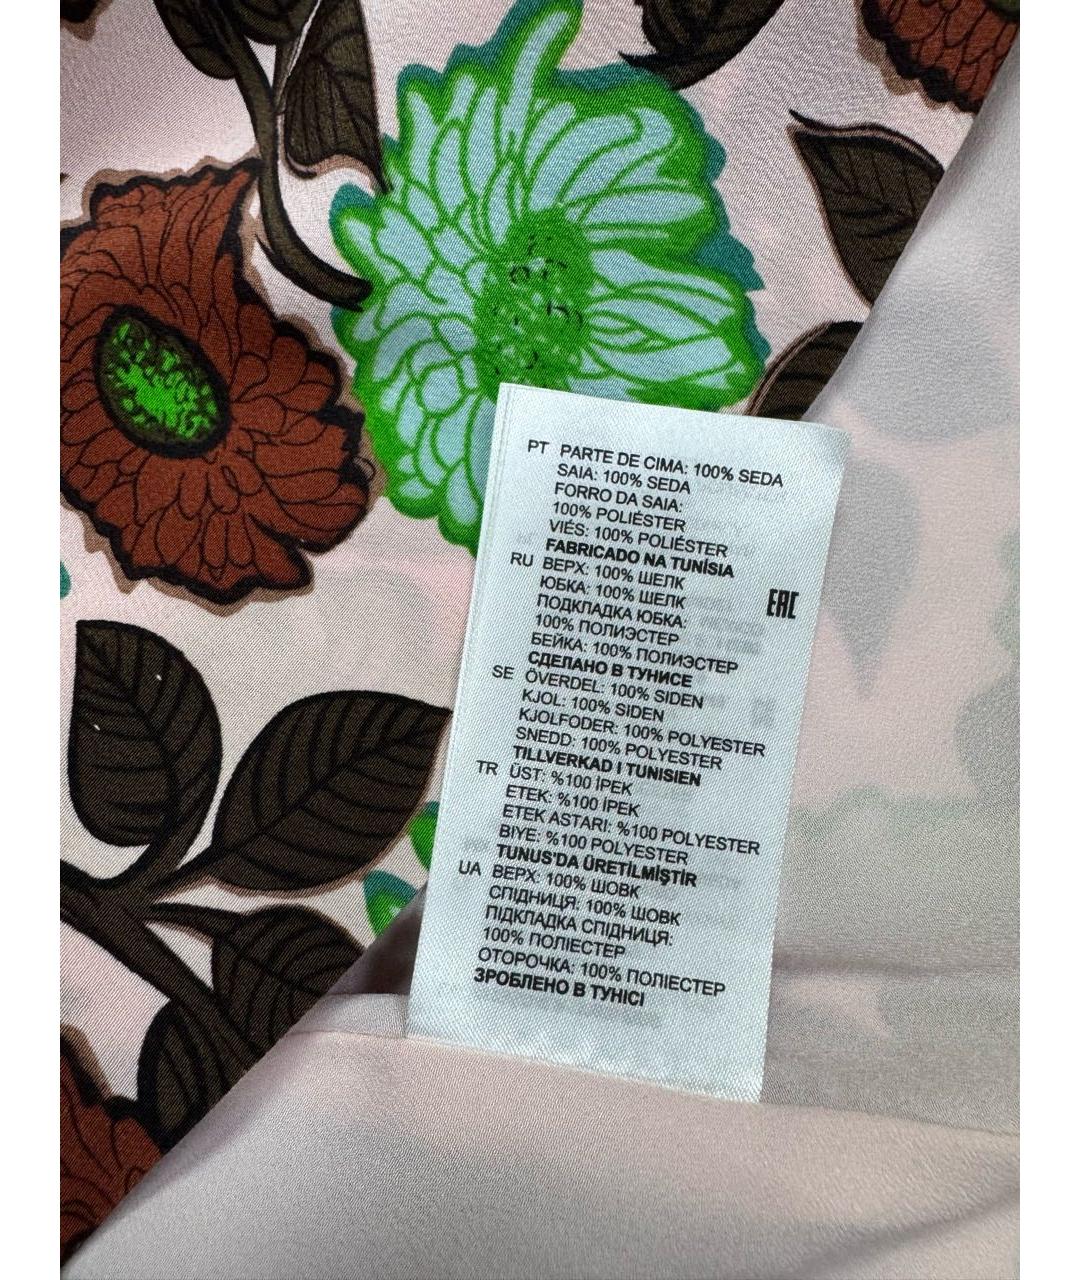 PT PARTE DE CIMA: 100% SEDA
SAIA: 100% SEDA
FORRO DA SAIA:
100% POLIÉSTER
VIÉS: 100% POLIÉSTER
FABRICADO NA TUNÍSIA
RU ВЕРХ: 100% ШЕЛК
ЮБКА: 100% ШЕЛК
ПОДКЛАДКА ЮБКА:
100% ПОЛИЭСТЕР
БЕЙКА: 100% ПОЛИЭСТЕР
СДЕЛАНО В ТУНИСЕ
EAC
SE ÖVERDEL: 100% SIDEN
KJOL: 100% SIDEN
KJOLFODER: 100% POLYESTER
SNEDD: 100% POLYESTER
TILLVERKAD I TUNISIEN
TR ÜST: %100 İPEK
ETEK: %100 İPEK
ETEK ASTARI: %100 POLYESTER
BIYE: %100 POLYESTER
TUNUS'DA ÜRETİLMİŞTİR
UA ВЕРХ: 100% ШОВК
СПІДНИЦЯ: 100% ШОВК
ПІДКЛАДКА СПІДНИЦЯ:
100% ПОЛІЕСТЕР
ОТОРОЧКА: 100% ПОЛІЕСТЕР
ЗРОБЛЕНО В ТУНІСІ